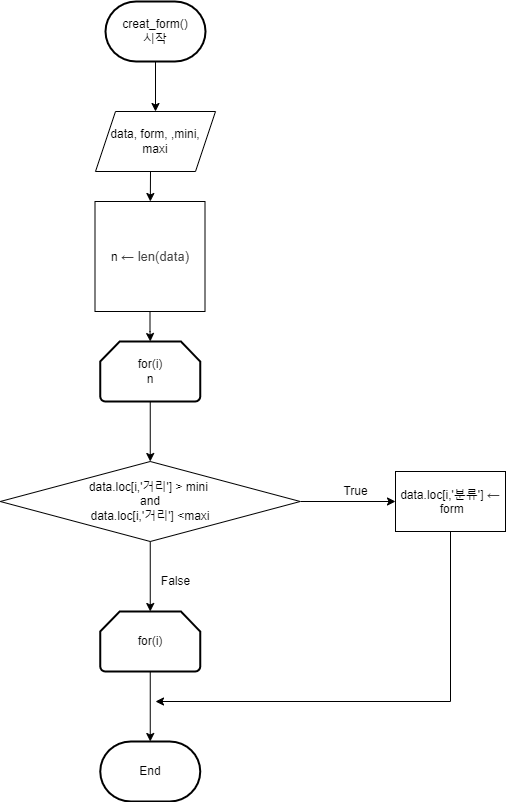 creat_form()
시작
data, form, ,mini,
maxi
n ← len(data)
for(i)
n
data.loc[i,'거리'] > mini
and
data.loc[i,'거리'] <maxi
True
data.loc[i,'분류'] ←
form
False
for(i)
End